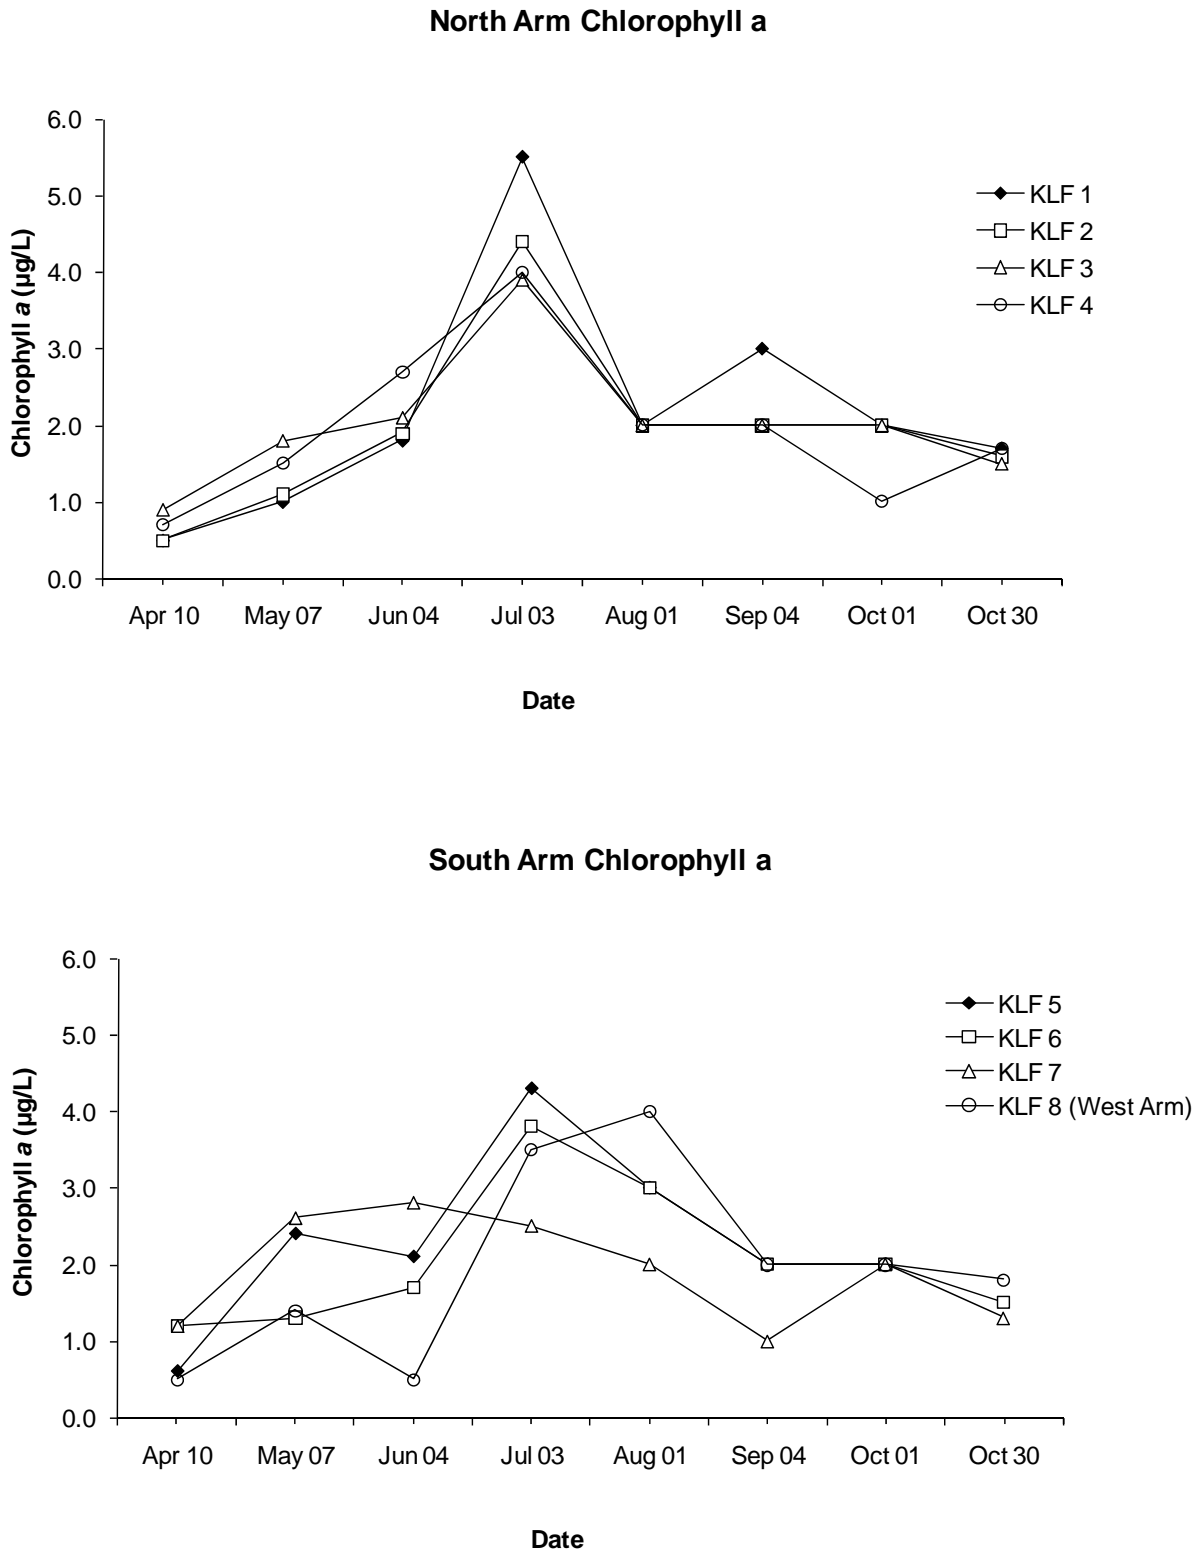 North Arm Chlorophyll a
6.0
5.0
4.0
3.0
2.0
1.0
0.0
Chlorophyll a (µg/L)
KLF 1
KLF 2
KLF 3
KLF 4
Apr 10 May 07 Jun 04 Jul 03 Aug 01 Sep 04 Oct 01 Oct 30
Date
South Arm Chlorophyll a
6.0
5.0
4.0
3.0
2.0
1.0
0.0
Chlorophyll a (µg/L)
KLF 5
KLF 6
KLF 7
KLF 8 (West Arm)
Apr 10 May 07 Jun 04 Jul 03 Aug 01 Sep 04 Oct 01 Oct 30
Date